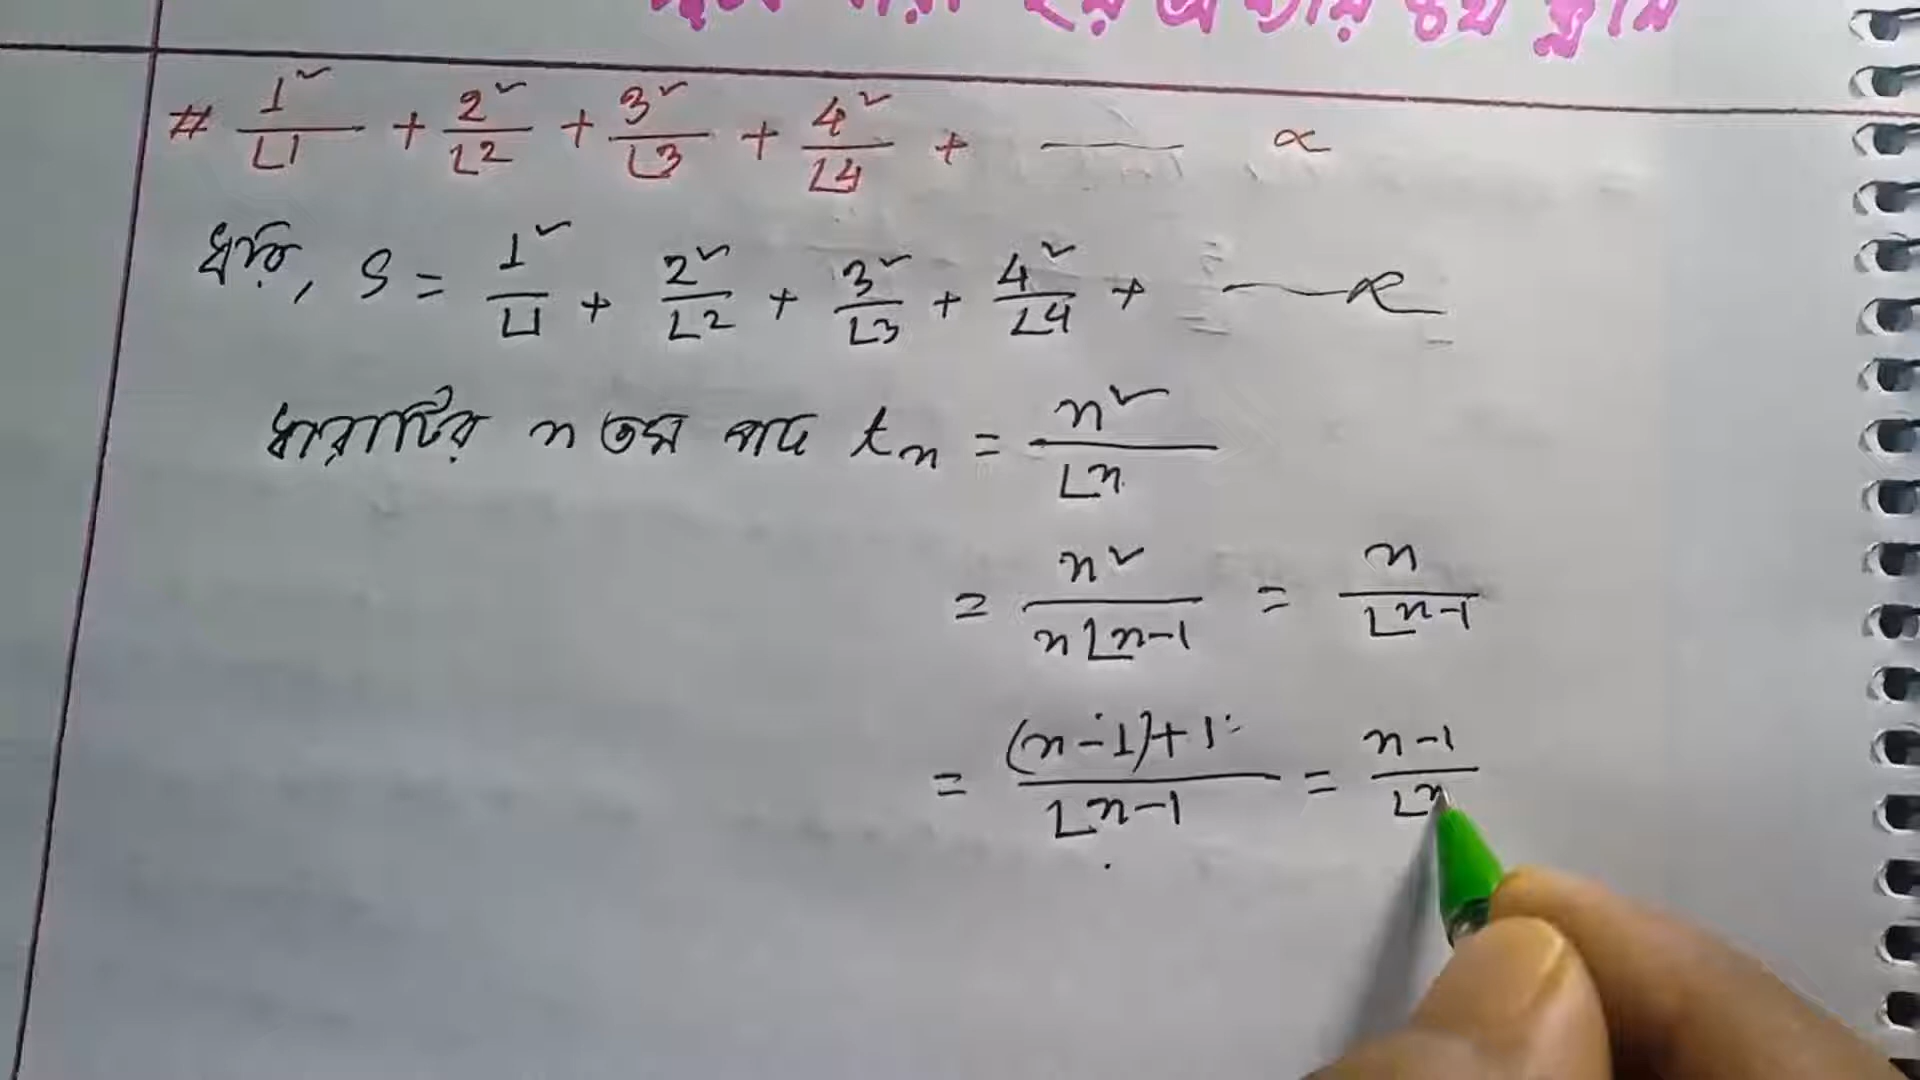 # 1²/∟1 + 2²/∟2 + 3²/∟3 + 4²/∟4 + —— ∝
ধরি, S = 1²/∟1 + 2²/∟2 + 3²/∟3 + 4²/∟4 + —— ∝
ধারাটির n তম পদ tₙ = n²/∟n
= n²/n∟n-1 = n/∟n-1
= (n-1)+1/∟n-1 = n-1/∟n